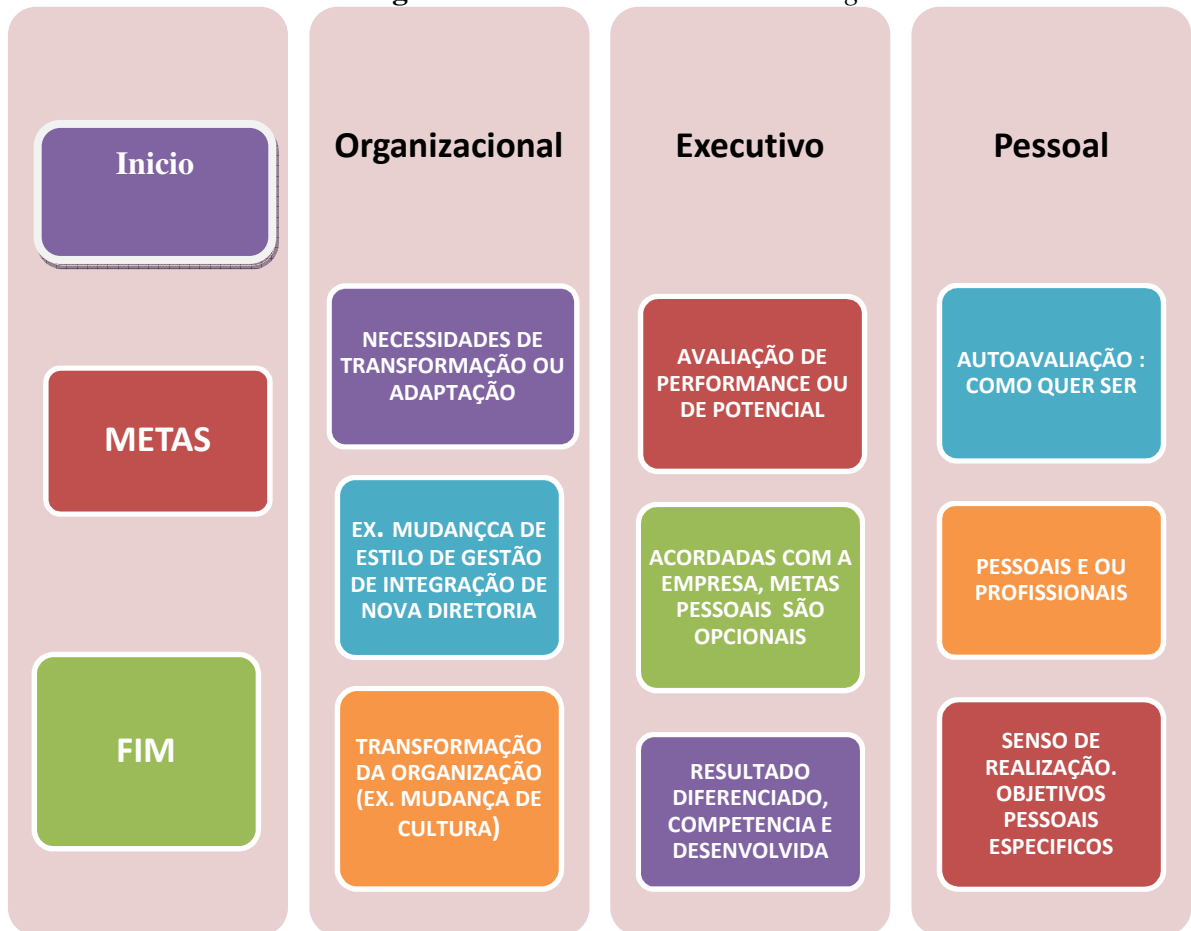 Inicio
METAS
FIM
Organizacional
NECESSIDADES DE
TRANSFORMAÇÃO OU
ADAPTAÇÃO
EX. MUDANÇCA DE
ESTILO DE GESTÃO
DE INTEGRAÇÃO DE
NOVA DIRETORIA
TRANSFORMAÇÃO
DA ORGANIZAÇÃO
(EX. MUDANÇA DE
CULTURA)
Executivo
AVALIAÇÃO DE
PERFORMANCE OU
DE POTENCIAL
ACORDADAS COM A
EMPRESA, METAS
PESSOAIS SÃO
OPCIONAIS
RESULTADO
DIFERENCIADO,
COMPETENCIA E
DESENVOLVIDA
Pessoal
AUTOAVALIAÇÃO :
COMO QUER SER
PESSOAIS E OU
PROFISSIONAIS
SENSO DE
REALIZAÇÃO.
OBJETIVOS
PESSOAIS
ESPECIFICOS